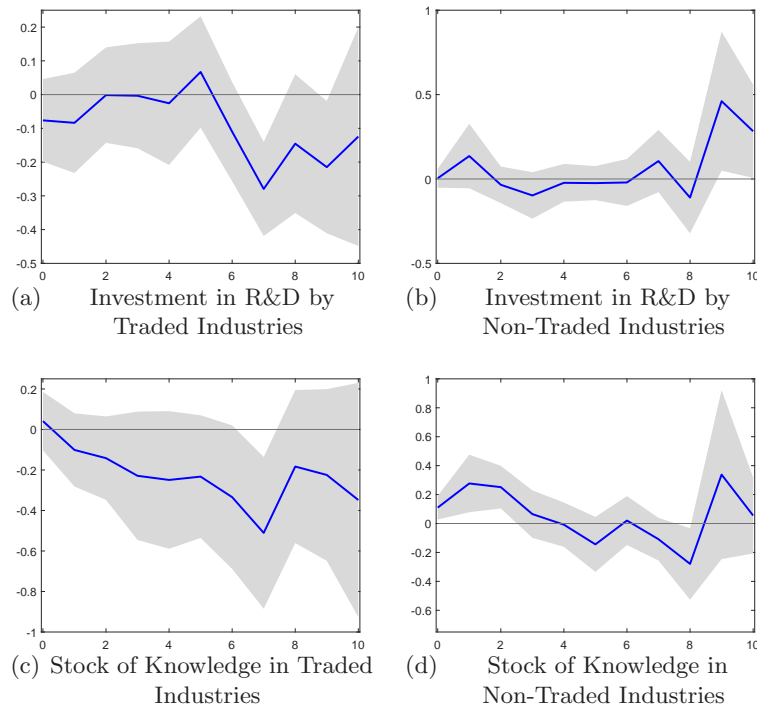 0.2
0.1
0
-0.1
-0.2
-0.3
-0.4
-0.5
0 2 4 6 8 10
1
0.5
0
-0.5
0 2 4 6 8 10
(a) Investment in R&D by
Traded Industries
(b) Investment in R&D by
Non-Traded Industries
0.2
0
-0.2
-0.4
-0.6
-0.8
-1
0 2 4 6 8 10
1
0.8
0.6
0.4
0.2
0
-0.2
-0.4
-0.6
0 2 4 6 8 10
(c) Stock of Knowledge in Traded
Industries
(d) Stock of Knowledge in
Non-Traded Industries